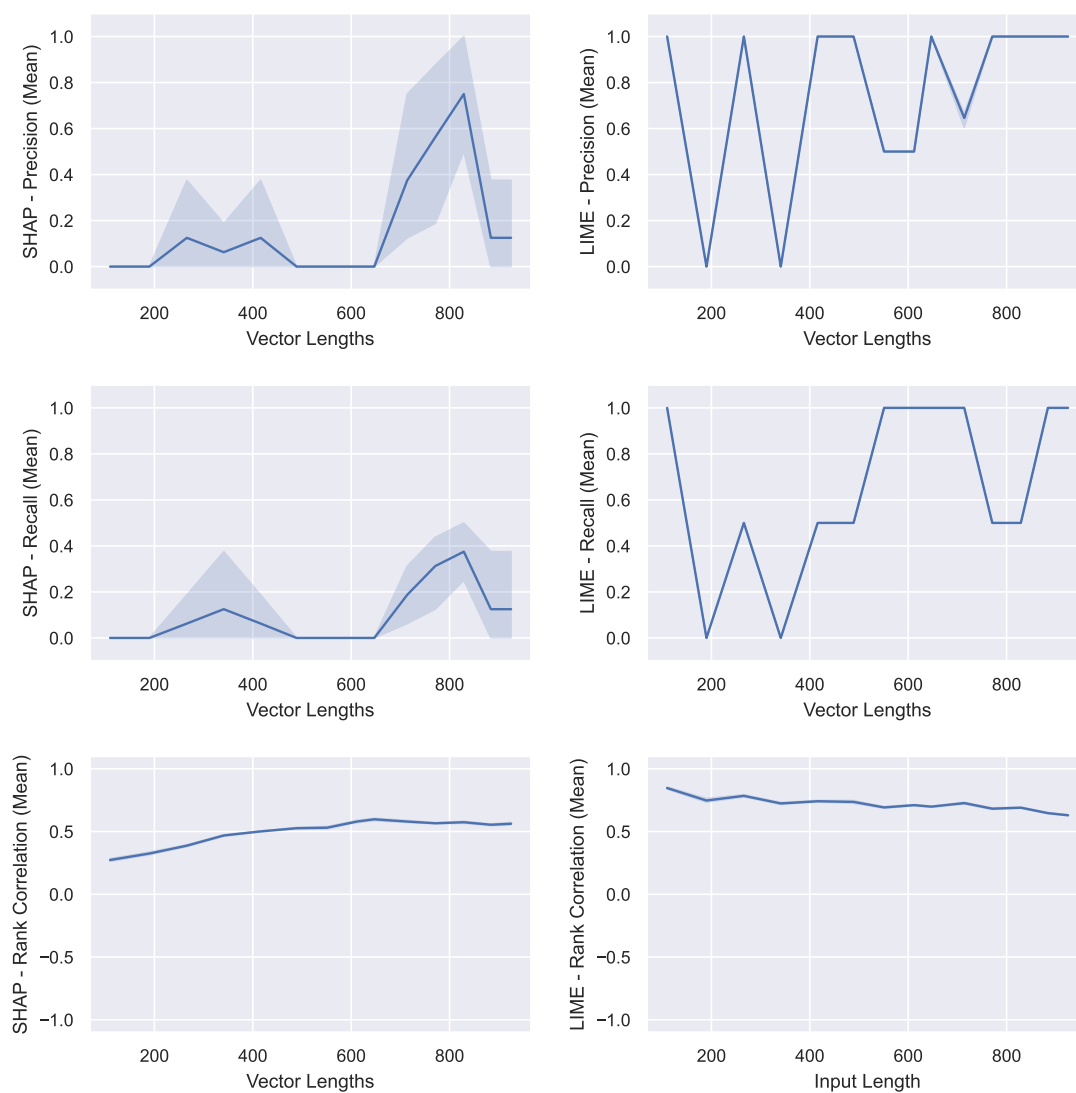 SHAP - Precision (Mean)
1.0
0.8
0.6
0.4
0.2
0.0
200 400 600 800
Vector Lengths
LIME - Precision (Mean)
1.0
0.8
0.6
0.4
0.2
0.0
200 400 600 800
Vector Lengths
SHAP - Recall (Mean)
1.0
0.8
0.6
0.4
0.2
0.0
200 400 600 800
Vector Lengths
LIME - Recall (Mean)
1.0
0.8
0.6
0.4
0.2
0.0
200 400 600 800
Vector Lengths
SHAP - Rank Correlation (Mean)
1.0
0.5
0.0
−0.5
−1.0
200 400 600 800
Vector Lengths
LIME - Rank Correlation (Mean)
1.0
0.5
0.0
−0.5
−1.0
200 400 600 800
Input Length